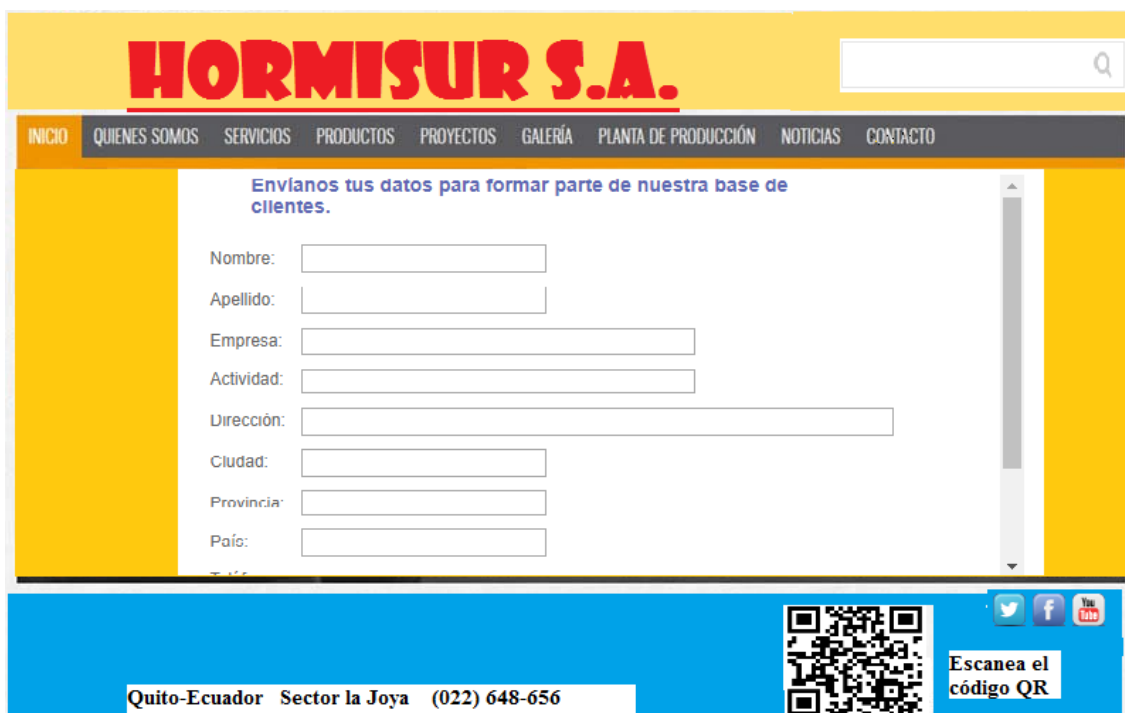 HORMISUR S.A.
INICIO QUIENES SOMOS SERVICIOS PRODUCTOS PROYECTOS GALERÍA PLANTA DE PRODUCCIÓN NOTICIAS CONTACTO
Envíanos tus datos para formar parte de nuestra base de
clientes.
Nombre:
Apellido:
Empresa:
Actividad:
Dirección:
Ciudad:
Provincia:
País:
You
Tube
Escanea el
código QR
Quito-Ecuador Sector la Joya (022) 648-656